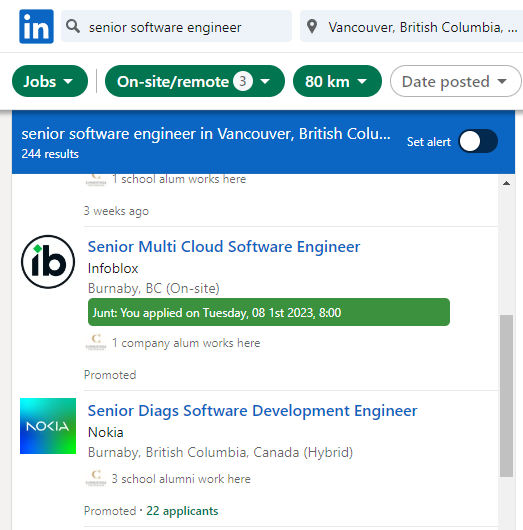 in
senior software engineer
Vancouver, British Columbia, ...
Jobs
On-site/remote 3
80 km
Date posted
senior software engineer in Vancouver, British Colu...
244 results
Set alert
1 school alum works here
3 weeks ago
ib
Senior Multi Cloud Software Engineer
Infoblox
Burnaby, BC (On-site)
Junt: You applied on Tuesday, 08 1st 2023, 8:00
1 company alum works here
Promoted
NOKIA
Senior Diags Software Development Engineer
Nokia
Burnaby, British Columbia, Canada (Hybrid)
3 school alumni work here
Promoted · 22 applicants